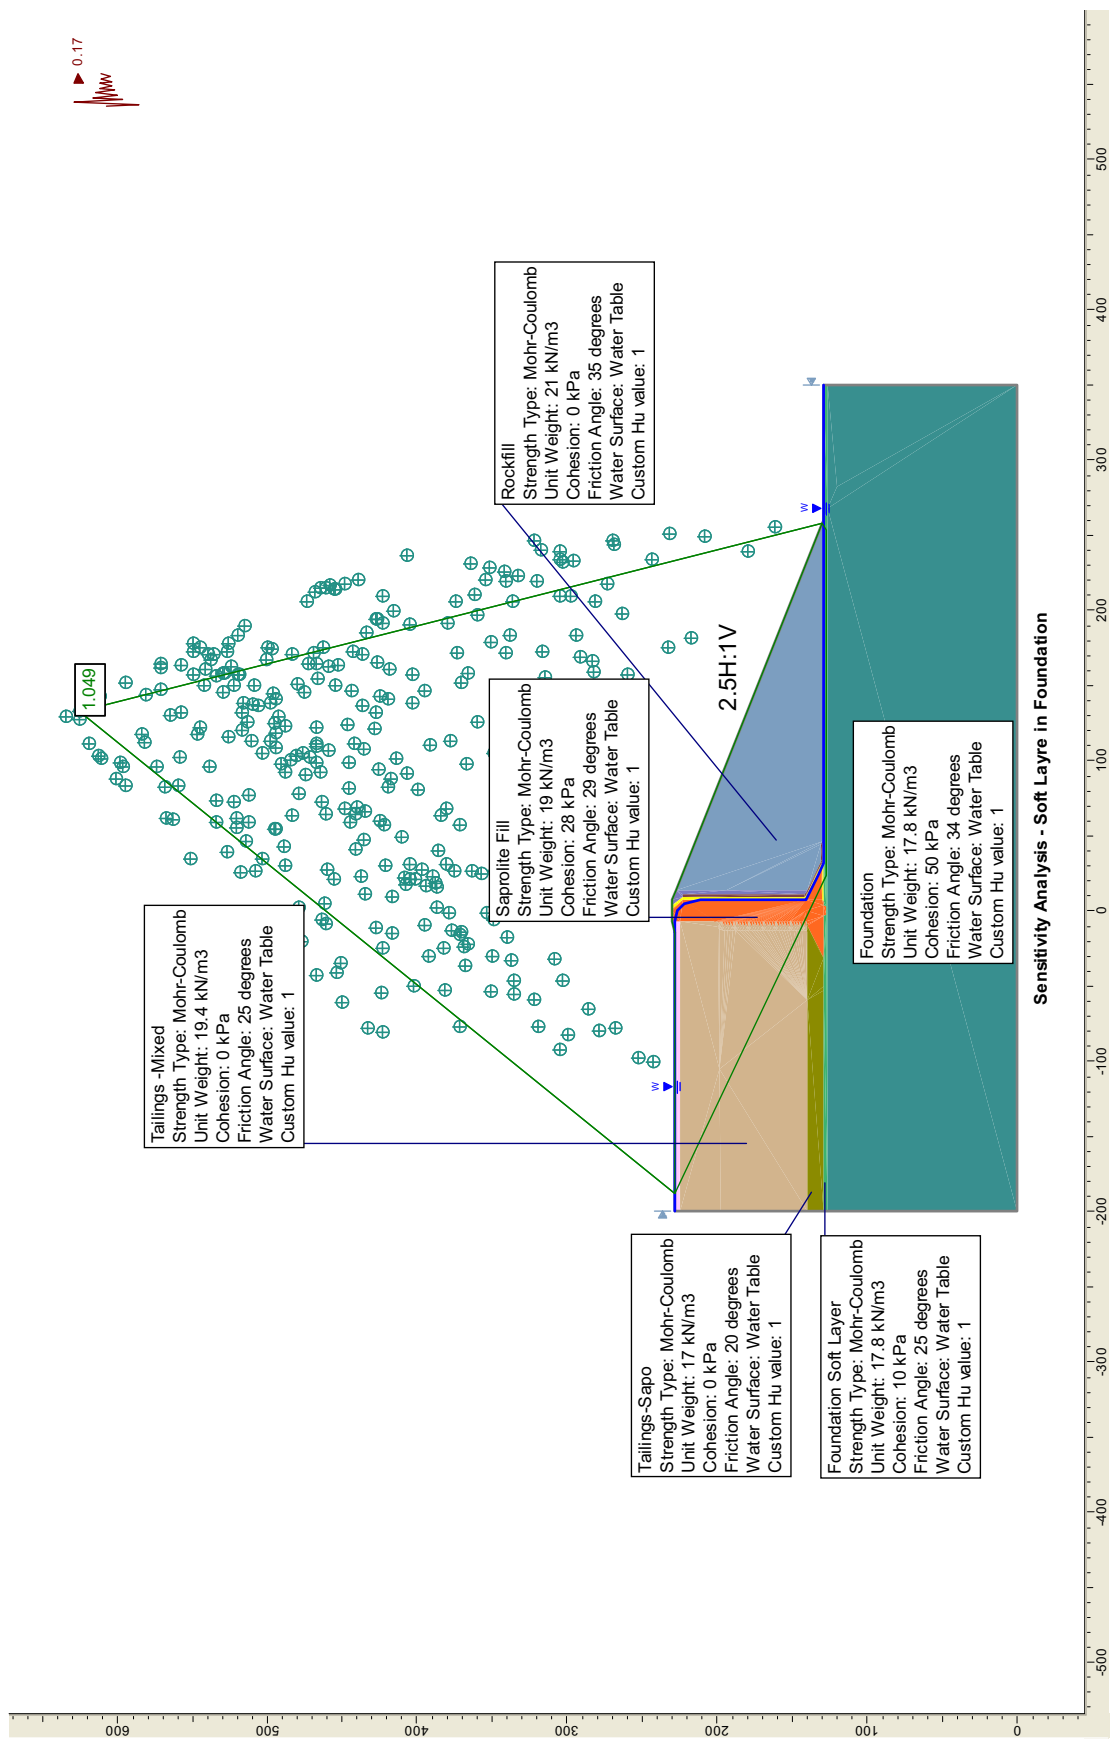 0.17
1.049
Tailings -Mixed
Strength Type: Mohr-Coulomb
Unit Weight: 19.4 kN/m3
Cohesion: 0 kPa
Friction Angle: 25 degrees
Water Surface: Water Table
Custom Hu value: 1
Rockfill
Strength Type: Mohr-Coulomb
Unit Weight: 21 kN/m3
Cohesion: 0 kPa
Friction Angle: 35 degrees
Water Surface: Water Table
Custom Hu value: 1
Saprolite Fill
Strength Type: Mohr-Coulomb
Unit Weight: 19 kN/m3
Cohesion: 28 kPa
Friction Angle: 29 degrees
Water Surface: Water Table
Custom Hu value: 1
Tailings-Sapo
Strength Type: Mohr-Coulomb
Unit Weight: 17 kN/m3
Cohesion: 0 kPa
Friction Angle: 20 degrees
Water Surface: Water Table
Custom Hu value: 1
W
2.5H:1V
W
Foundation Soft Layer
Strength Type: Mohr-Coulomb
Unit Weight: 17.8 kN/m3
Cohesion: 10 kPa
Friction Angle: 25 degrees
Water Surface: Water Table
Custom Hu value: 1
Foundation
Strength Type: Mohr-Coulomb
Unit Weight: 17.8 kN/m3
Cohesion: 50 kPa
Friction Angle: 34 degrees
Water Surface: Water Table
Custom Hu value: 1
Sensitivity Analysis - Soft Layre in Foundation
600
500
400
300
200
100
0
-500 -400 -300 -200 -100 0 100 200 300 400 500